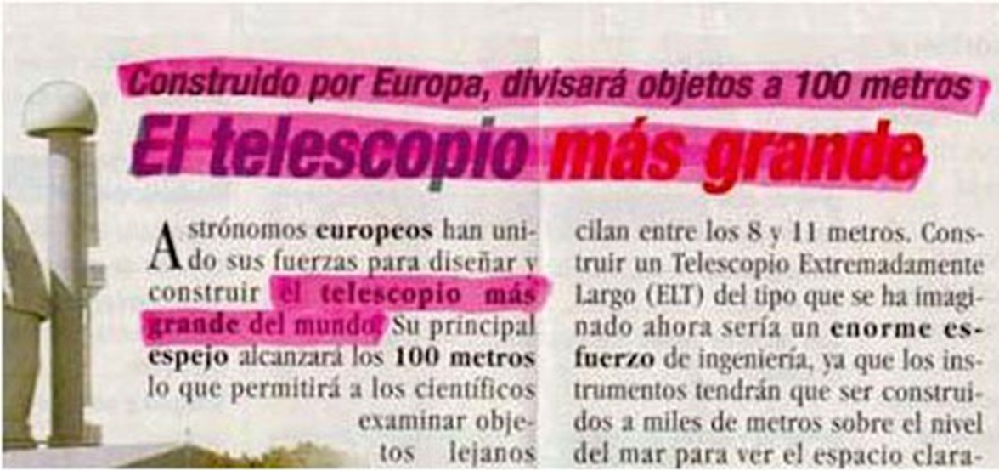 Construido por Europa, divisará objetos a 100 metros
El telescopio más grande
Astrónomos europeos han uni-
do sus fuerzas para diseñar y
construir el telescopio más
grande del mundo. Su principal
espejo alcanzará los 100 metros
lo que permitirá a los científicos
examinar obje-
tos lejanos
cilan entre los 8 y 11 metros. Cons-
truir un Telescopio Extremadamente
Largo (ELT) del tipo que se ha imagi-
nado ahora sería un enorme es-
fuerzo de ingeniería, ya que los ins-
trumentos tendrán que ser construi-
dos a miles de metros sobre el nivel
del mar para ver el espacio clara-